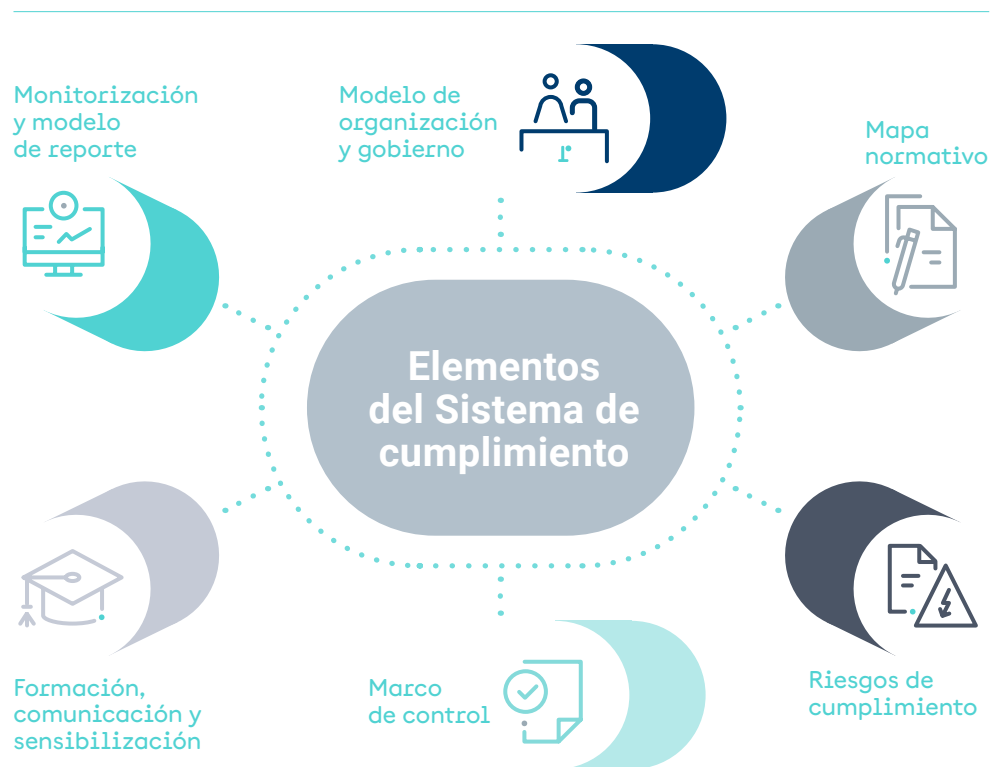 Monitorización
y modelo
de reporte
Modelo de
organización
y gobierno
Mapa
normativo
Elementos
del Sistema de
cumplimiento
Formación,
comunicación y
sensibilización
Marco
de control
Riesgos de
cumplimiento